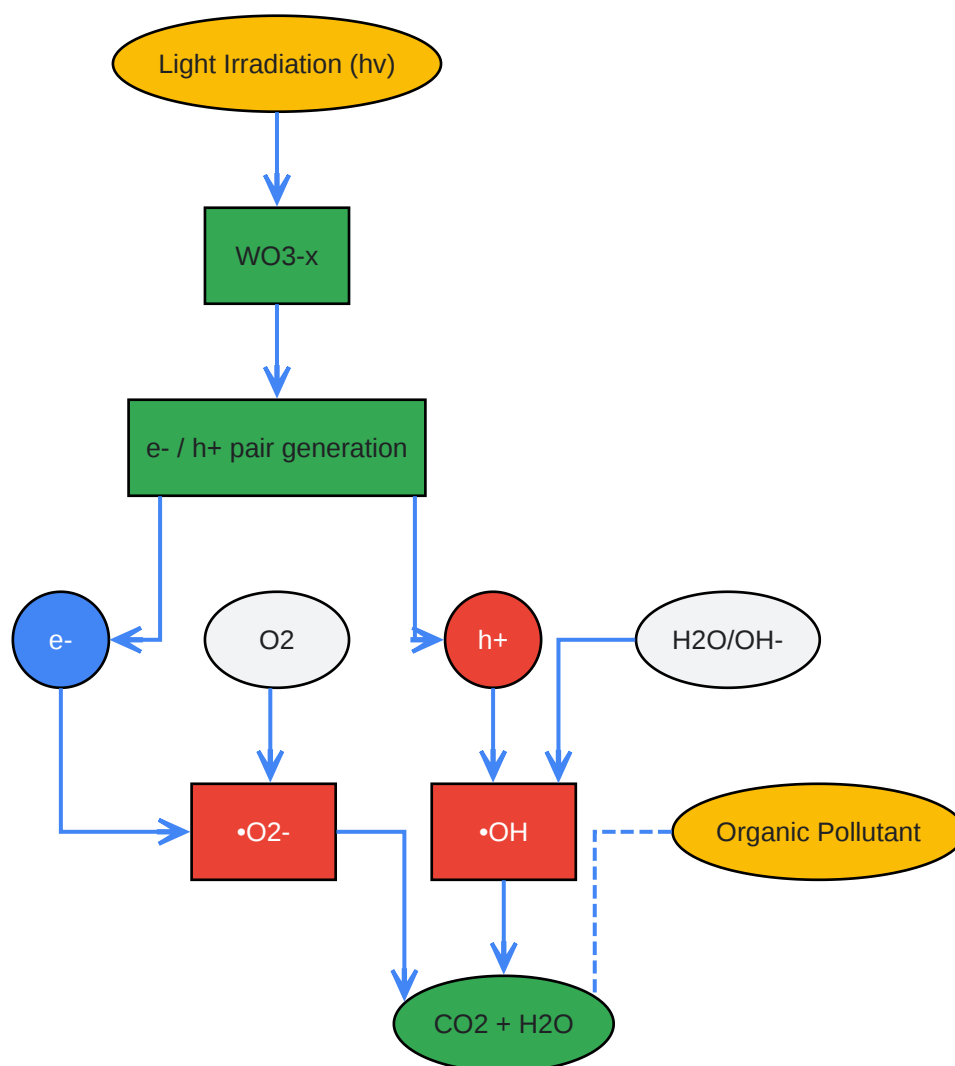 Light Irradiation (hv)
WO3-x
e- / h+ pair generation
e-
O2
h+
H2O/OH-
•O2-
•OH
Organic Pollutant
CO2 + H2O